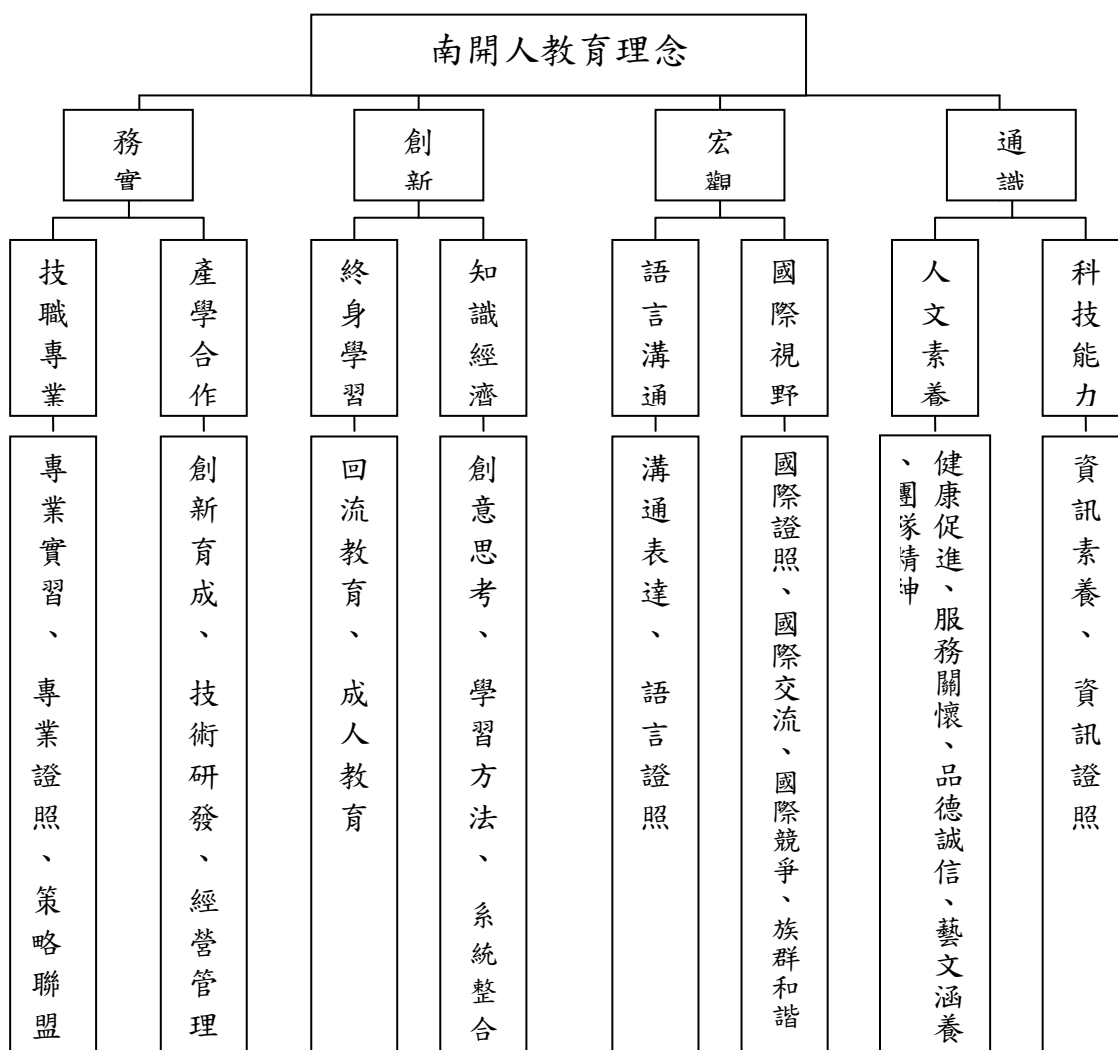 南開人教育理念
務實
創新
宏觀
通識
技職專業
產學合作
終身學習
知識經濟
語言溝通
國際視野
人文素養
科技能力
專業實習、專業證照、策略聯盟
創新育成、技術研發、經營管理
回流教育、成人教育
創意思考、學習方法、系統整合
溝通表達、語言證照
國際證照、國際交流、國際競爭、族群和諧
健康促進、服務關懷、品德誠信、藝文涵養
、團隊精神
資訊素養、資訊證照